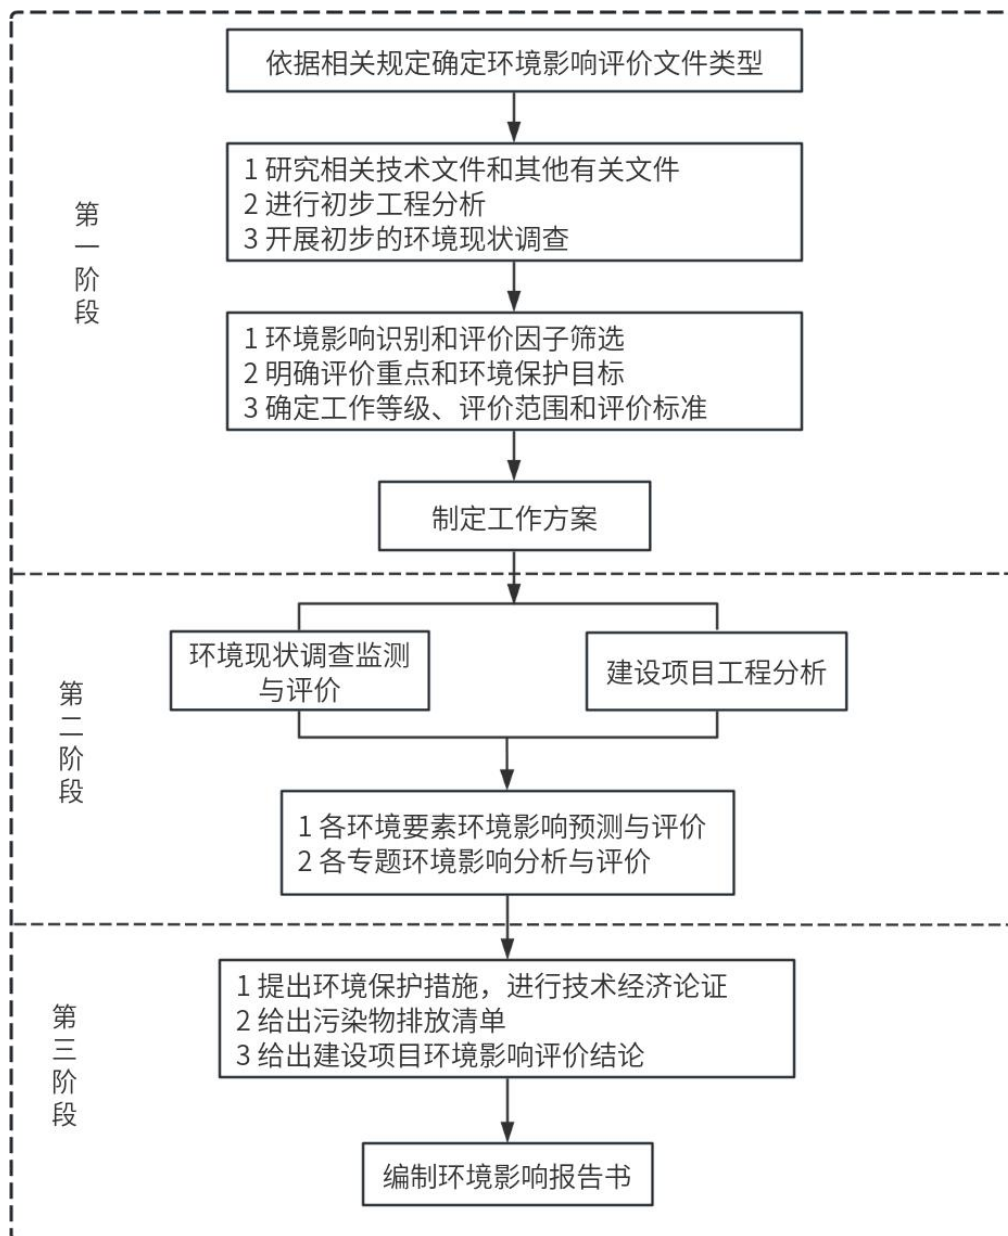 依据相关规定确定环境影响评价文件类型
1 研究相关技术文件和其他有关文件
2 进行初步工程分析
3 开展初步的环境现状调查
第一阶段
1 环境影响识别和评价因子筛选
2 明确评价重点和环境保护目标
3 确定工作等级、评价范围和评价标准
制定工作方案
环境现状调查监测
与评价
建设项目工程分析
第二阶段
1 各环境要素环境影响预测与评价
2 各专题环境影响分析与评价
1 提出环境保护措施，进行技术经济论证
2 给出污染物排放清单
3 给出建设项目环境影响评价结论
第三阶段
编制环境影响报告书